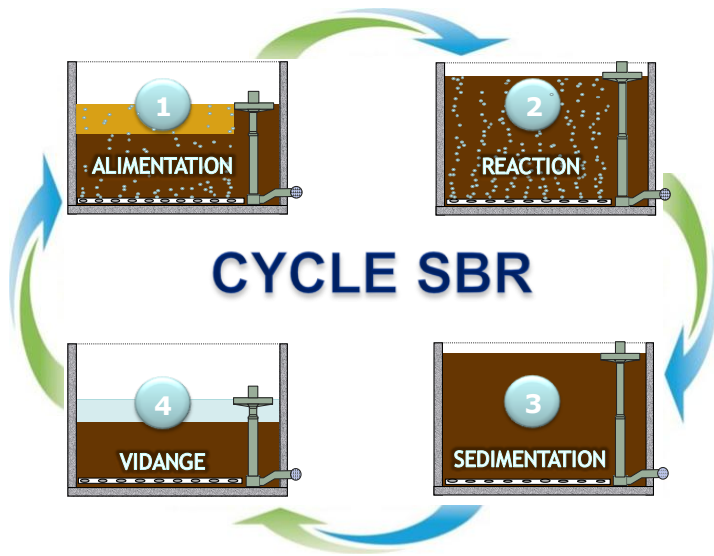 1
ALIMENTATION
2
REACTION
CYCLE SBR
4
VIDANGE
3
SEDIMENTATION